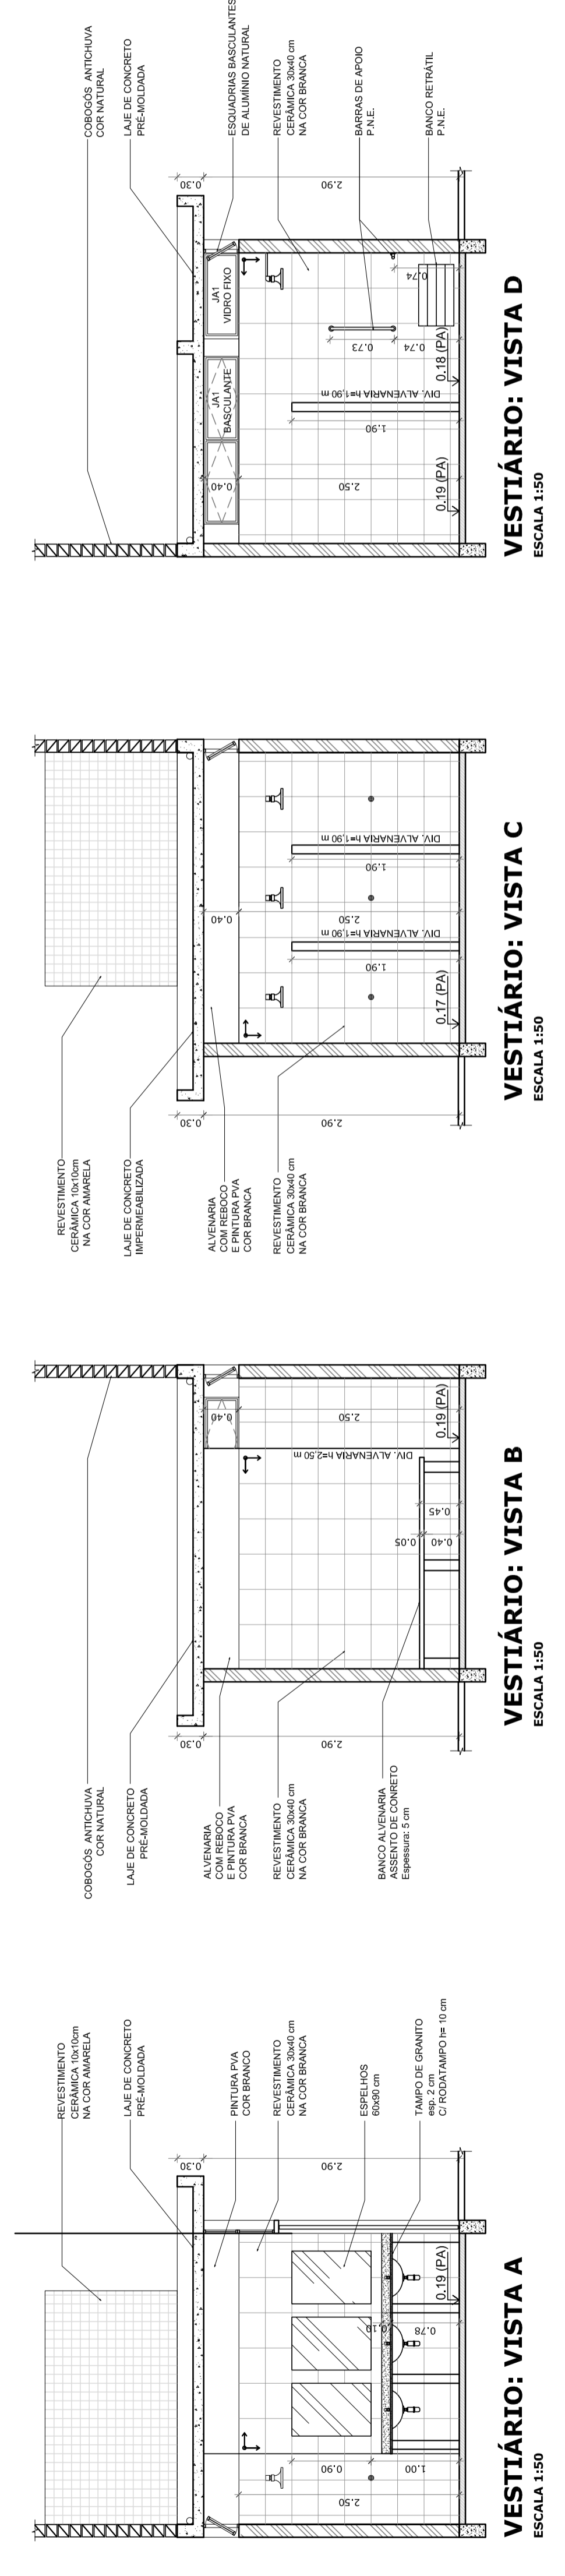 REVESTIMENTO
CERÂMICA 10x10cm
NA COR AMARELA
LAJE DE CONCRETO
PRÉ-MOLDADA
PINTURA PVA
COR BRANCO
REVESTIMENTO
CERÂMICA 30x40 cm
NA COR BRANCA
ESPELHOS
60x90 cm
TAMPO DE GRANITO
esp. 2 cm
C/ RODATAMPO h= 10 cm
0.30
2.90
0.90
1.00
2.50
0.10
0.78
0.19 (PA)
VESTIÁRIO: VISTA A
ESCALA 1:50
COBOGÓS ANTICHUVA
COR NATURAL
LAJE DE CONCRETO
PRÉ-MOLDADA
ALVENARIA
COM REBOCO
E PINTURA PVA
COR BRANCA
REVESTIMENTO
CERÂMICA 30x40 cm
NA COR BRANCA
BANCO ALVENARIA
ASSENTO DE CONRETO
Espessura: 5 cm
0.30
2.90
0.40
2.50
DIV. ALVENARIA h=2,50 m
0.05
0.40
0.45
0.19 (PA)
VESTIÁRIO: VISTA B
ESCALA 1:50
REVESTIMENTO
CERÂMICA 10x10cm
NA COR AMARELA
LAJE DE CONCRETO
IMPERMEABILIZADA
ALVENARIA
COM REBOCO
E PINTURA PVA
COR BRANCA
REVESTIMENTO
CERÂMICA 30x40 cm
NA COR BRANCA
0.30
2.90
0.40
2.50
1.90
DIV. ALVENARIA h=1,90 m
1.90
DIV. ALVENARIA h=1,90 m
0.17 (PA)
VESTIÁRIO: VISTA C
ESCALA 1:50
COBOGÓS ANTICHUVA
COR NATURAL
LAJE DE CONCRETO
PRÉ-MOLDADA
ESQUADRIAS BASCULANTES
DE ALUMÍNIO NATURAL
REVESTIMENTO
CERÂMICA 30x40 cm
NA COR BRANCA
BARRAS DE APOIO
P.N.E.
BANCO RETRÁTIL
P.N.E.
0.30
2.90
JA1
BASCULANTE
JA1
VIDRO FIXO
0.40
2.50
1.90
DIV. ALVENARIA h=1,90 m
0.73
0.74
0.74
0.19 (PA)
0.18 (PA)
VESTIÁRIO: VISTA D
ESCALA 1:50